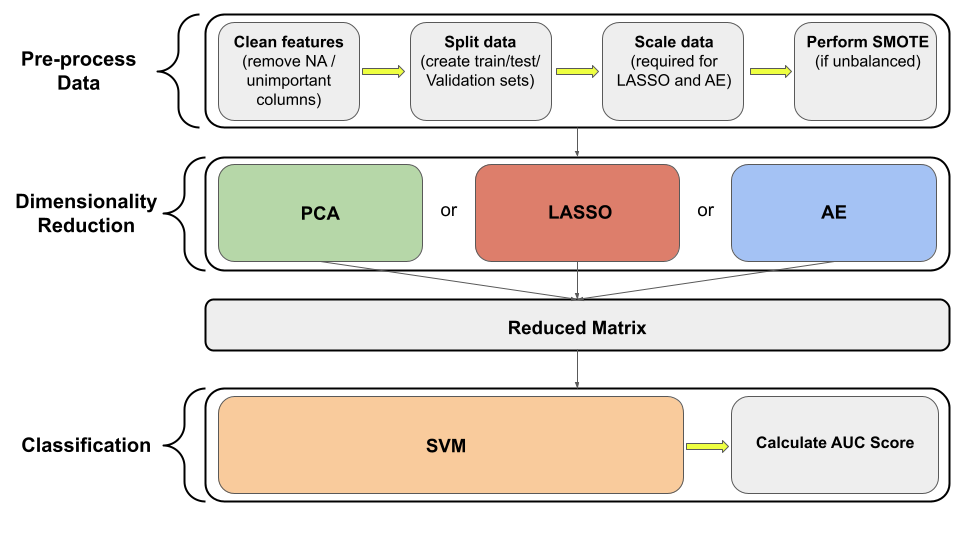 Pre-process
Data
Clean features
(remove NA /
unimportant
columns)
Split data
(create train/test/
Validation sets)
Scale data
(required for
LASSO and AE)
Perform SMOTE
(if unbalanced)
Dimensionality
Reduction
PCA
or
LASSO
or
AE
Reduced Matrix
Classification
SVM
Calculate AUC Score